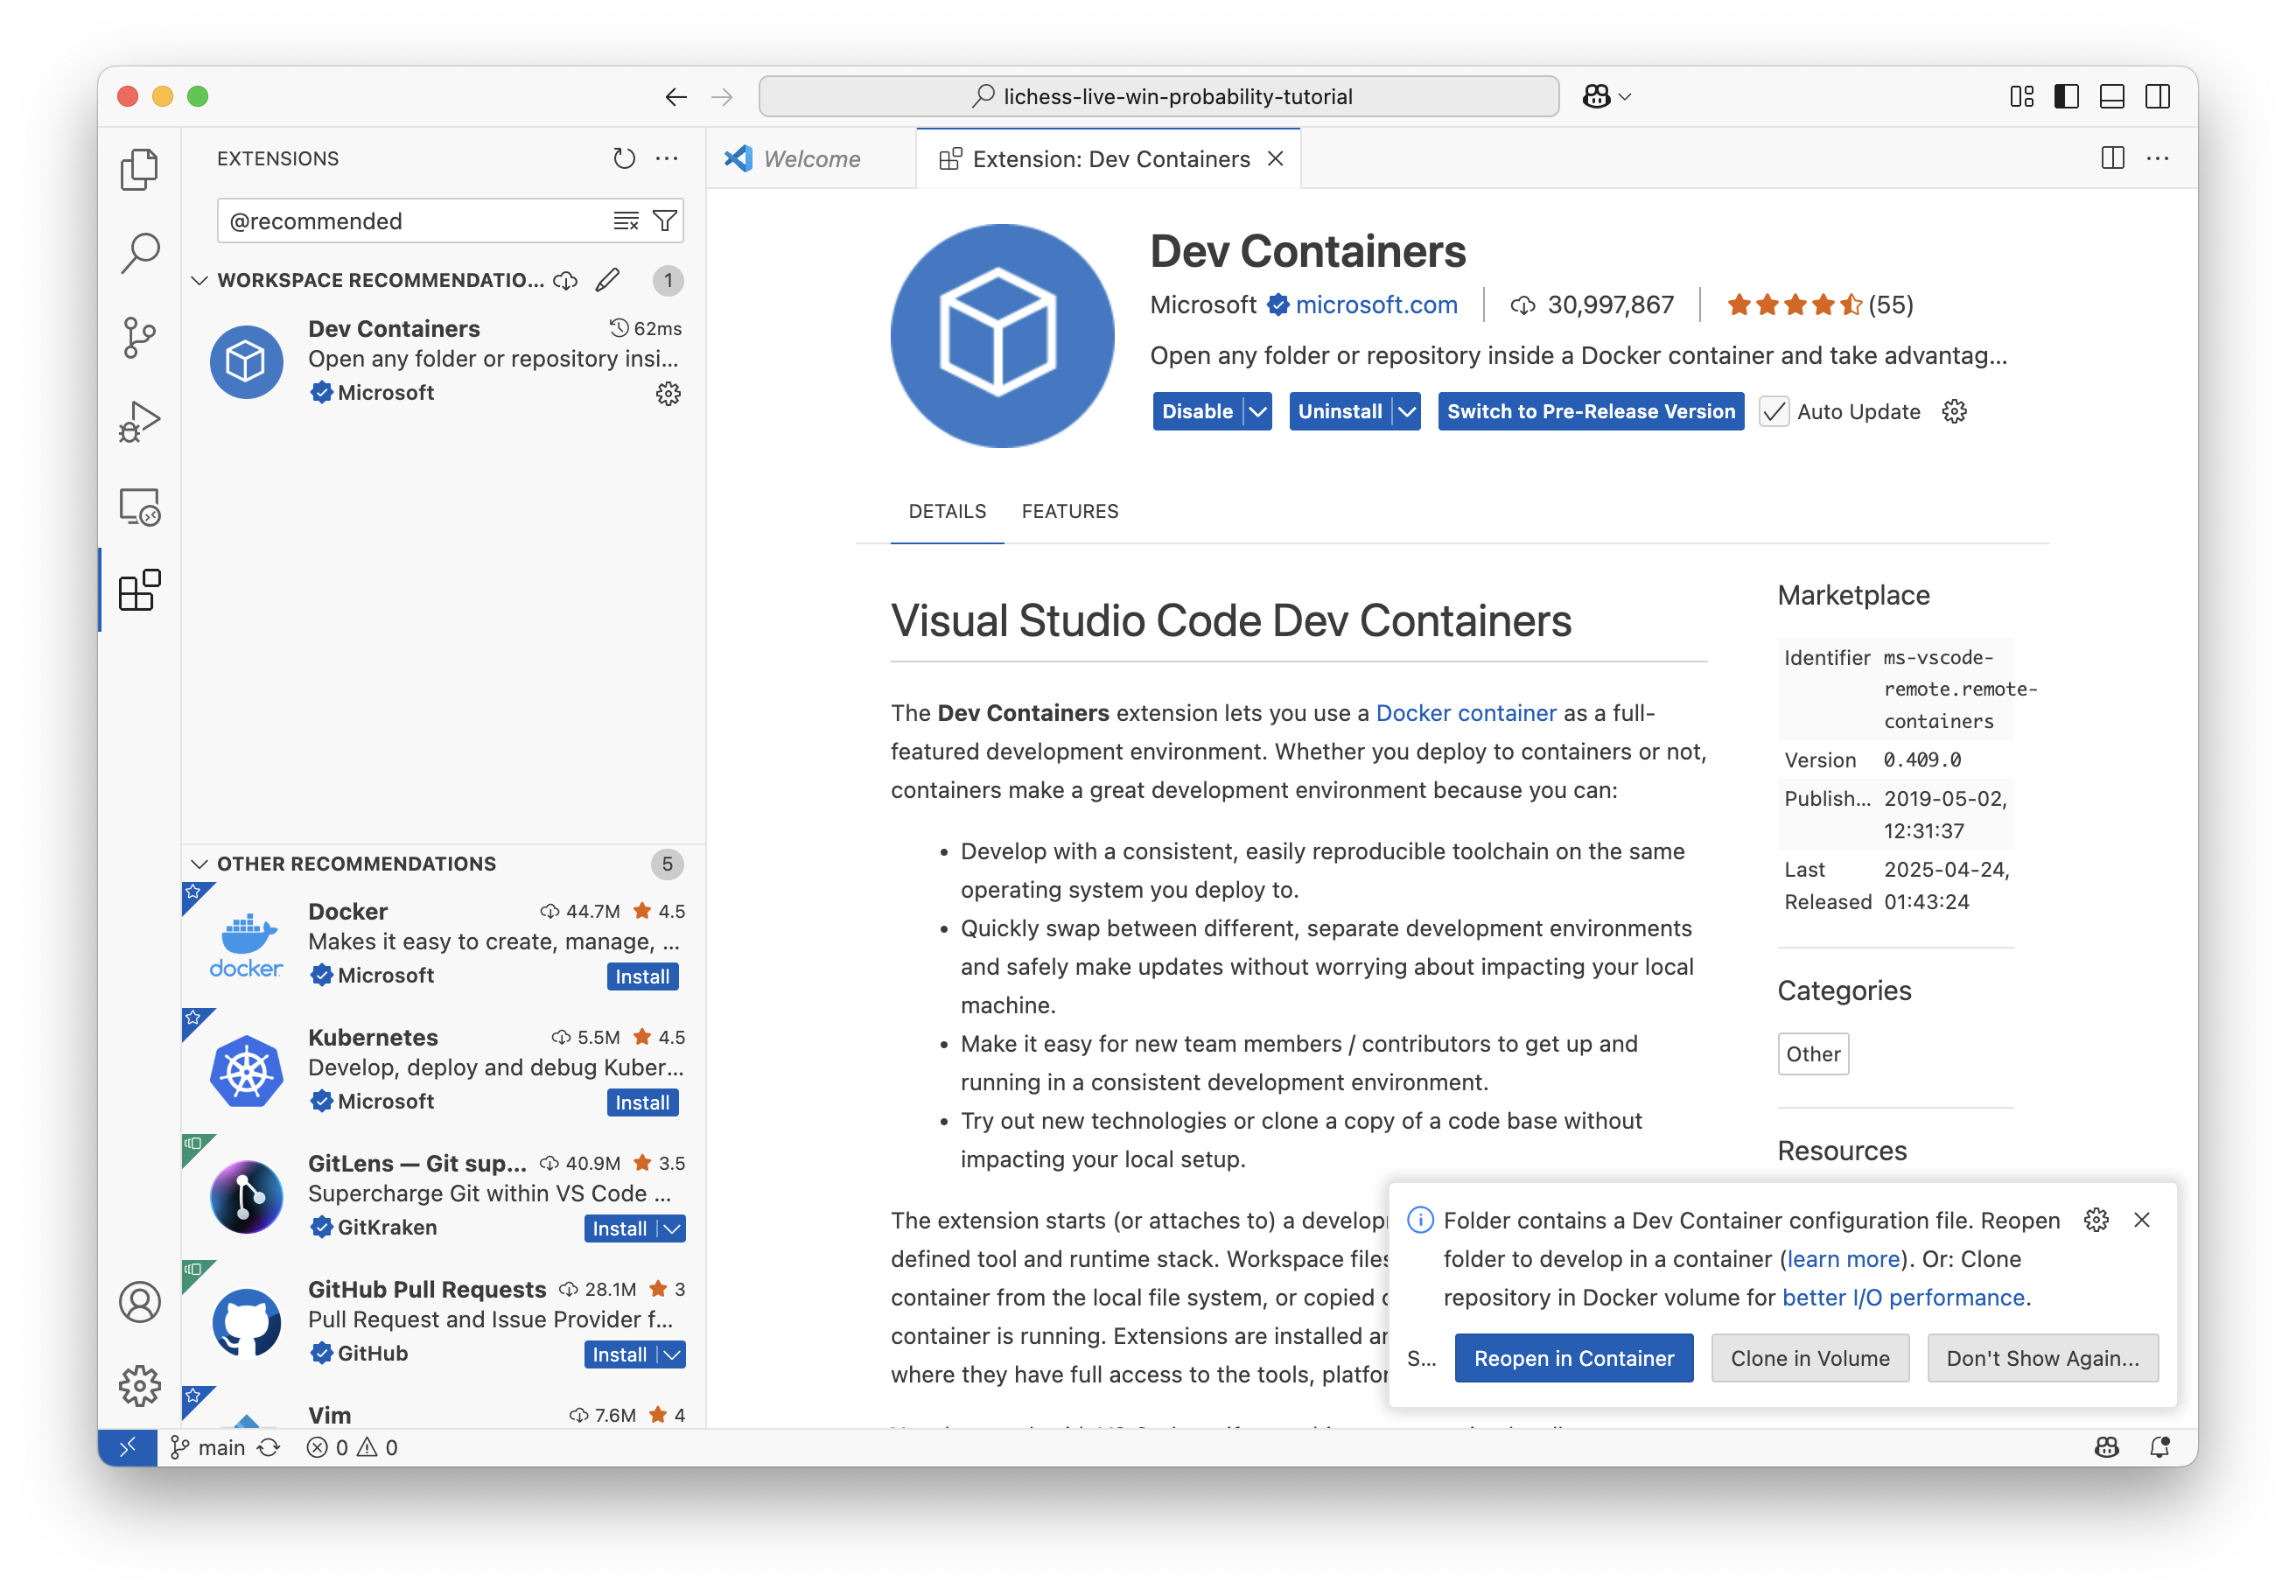 lichess-live-win-probability-tutorial
EXTENSIONS
@recommended
WORKSPACE RECOMMENDATIO...
1
Dev Containers
62ms
Open any folder or repository insi...
Microsoft
OTHER RECOMMENDATIONS
5
Docker
44.7M
4.5
Makes it easy to create, manage, ...
docker
Microsoft
Install
Kubernetes
5.5M
4.5
Develop, deploy and debug Kuber...
Microsoft
Install
GitLens — Git sup...
40.9M
3.5
Supercharge Git within VS Code ...
GitKraken
Install
GitHub Pull Requests
28.1M
3
Pull Request and Issue Provider f...
GitHub
Install
Vim
7.6M
4
Welcome
Extension: Dev Containers
Dev Containers
Microsoft
microsoft.com
30,997,867
(55)
Open any folder or repository inside a Docker container and take advantag...
Disable
Uninstall
Switch to Pre-Release Version
Auto Update
DETAILS
FEATURES
Visual Studio Code Dev Containers
The Dev Containers extension lets you use a Docker container as a full-
featured development environment. Whether you deploy to containers or not,
containers make a great development environment because you can:
• Develop with a consistent, easily reproducible toolchain on the same
operating system you deploy to.
• Quickly swap between different, separate development environments
and safely make updates without worrying about impacting your local
machine.
• Make it easy for new team members / contributors to get up and
running in a consistent development environment.
• Try out new technologies or clone a copy of a code base without
impacting your local setup.
The extension starts (or attaches to) a develop
defined tool and runtime stack. Workspace files
container from the local file system, or copied
container is running. Extensions are installed
where they have full access to the tools,
Marketplace
Identifier
ms-vscode-
remote.remote-
containers
Version
0.409.0
Publish...
2019-05-02,
12:31:37
Last
Released
2025-04-24,
01:43:24
Categories
Other
Resources
Folder contains a Dev Container configuration file. Reopen
folder to develop in a container (learn more). Or: Clone
repository in Docker volume for better I/O performance.
S...
Reopen in Container
Clone in Volume
Don't Show Again...
main
0
0